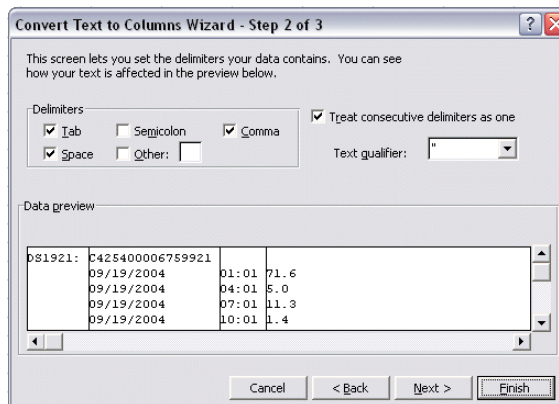 Convert Text to Columns Wizard - Step 2 of 3
This screen lets you set the delimiters your data contains. You can see
how your text is affected in the preview below.
Delimiters
Tab Semicolon Comma
Space Other:
Treat consecutive delimiters as one
Text qualifier: "
Data preview
DS1921: C425400006759921
09/19/2004 01:01 71.6
09/19/2004 04:01 5.0
09/19/2004 07:01 11.3
09/19/2004 10:01 1.4
Cancel < Back Next > Finish